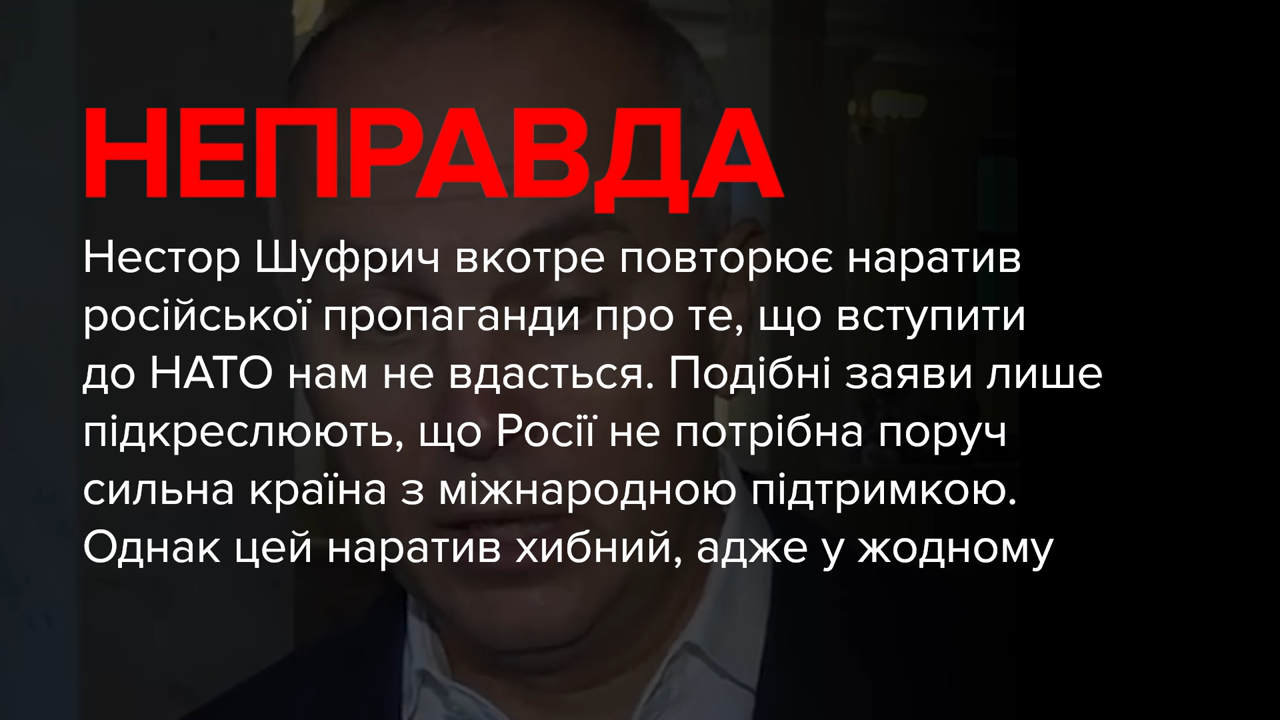 НЕПРАВДА
Нестор Шуфрич вкотре повторює наратив
російської пропаганди про те, що вступити
до НАТО нам не вдасться. Подібні заяви лише
підкреслюють, що Росії не потрібна поруч
сильна країна з міжнародною підтримкою.
Однак цей наратив хибний, адже у жодному